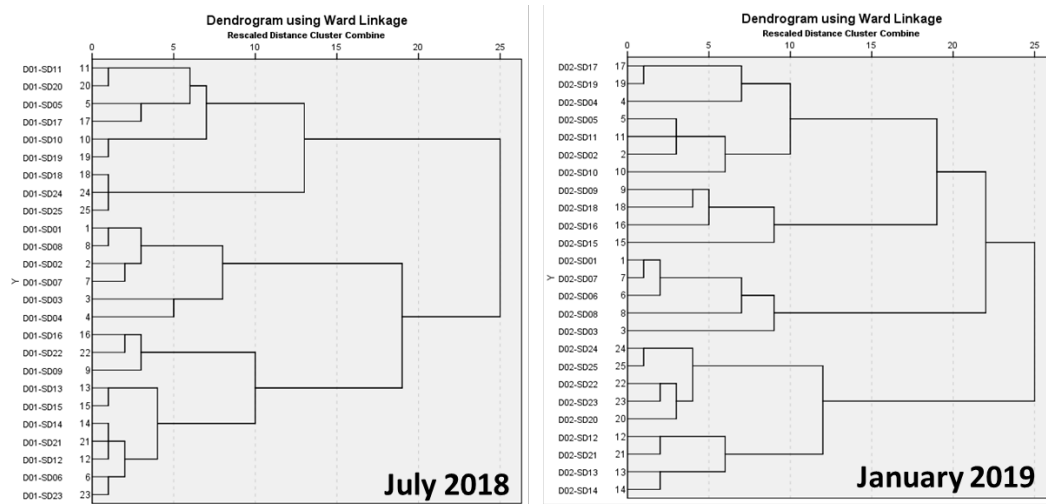 Dendrogram using Ward Linkage
Rescaled Distance Cluster Combine
0 5 10 15 20 25
D01-SD11 11
D01-SD20 20
D01-SD05 5
D01-SD17 17
D01-SD10 10
D01-SD19 19
D01-SD18 18
D01-SD24 24
D01-SD25 25
D01-SD01 1
D01-SD08 8
D01-SD02 2
D01-SD07 7
Y
D01-SD03 3
D01-SD04 4
D01-SD16 16
D01-SD22 22
D01-SD09 9
D01-SD13 13
D01-SD15 15
D01-SD14 14
D01-SD21 21
D01-SD12 12
D01-SD06 6
D01-SD23 23
July 2018
Dendrogram using Ward Linkage
Rescaled Distance Cluster Combine
0 5 10 15 20 25
D02-SD17 17
D02-SD19 19
D02-SD04 4
D02-SD05 5
D02-SD11 11
D02-SD02 2
D02-SD10 10
D02-SD09 9
D02-SD18 18
D02-SD16 16
D02-SD15 15
D02-SD01 1
Y
D02-SD07 7
D02-SD06 6
D02-SD08 8
D02-SD03 3
D02-SD24 24
D02-SD25 25
D02-SD22 22
D02-SD23 23
D02-SD20 20
D02-SD12 12
D02-SD21 21
D02-SD13 13
D02-SD14 14
January 2019